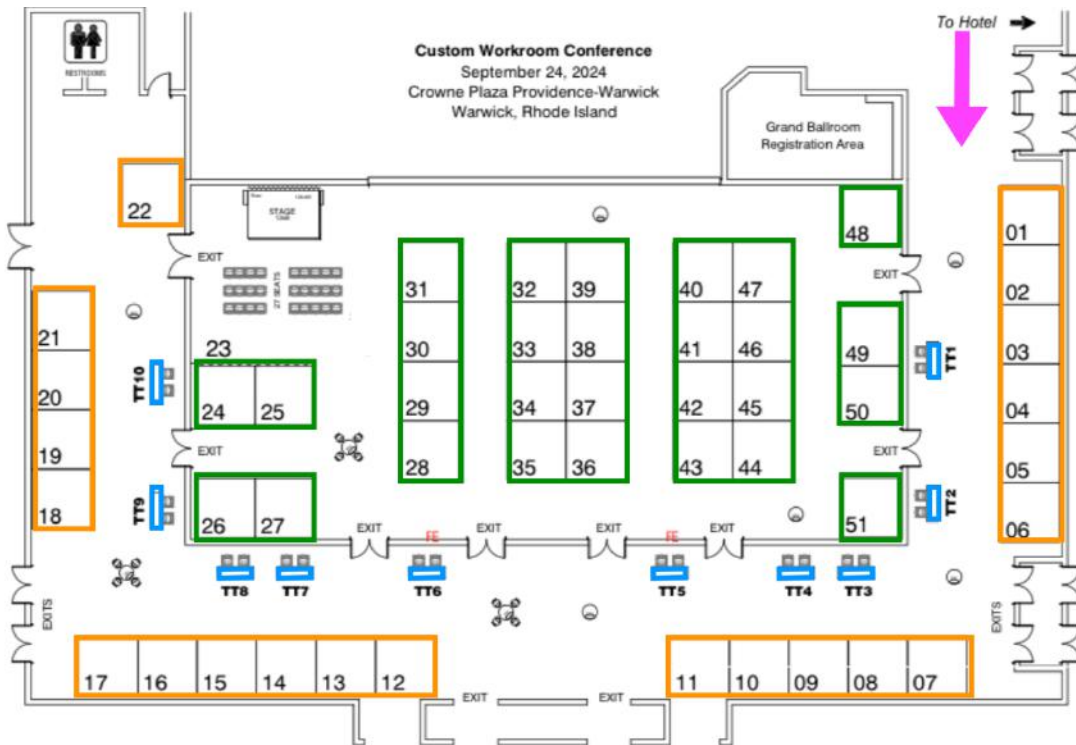 To Hotel
Custom Workroom Conference
September 24, 2024
Crowne Plaza Providence-Warwick
Warwick, Rhode Island
RESTROOMS
Grand Ballroom
Registration Area
22
STAGE
48
01
EXIT
EXIT
02
31
32
39
40
47
27 SEATS
21
23
30
33
38
41
46
49
TT1
03
TT10
20
24
25
29
34
37
42
45
50
04
EXIT
EXIT
19
28
35
36
43
44
05
18
TT9
26
27
51
TT2
06
EXIT
FE
EXIT
EXIT
FE
EXIT
TT8
TT7
TT6
TT5
TT4
TT3
EXITS
EXITS
17
16
15
14
13
12
11
10
09
08
07
EXIT
EXIT